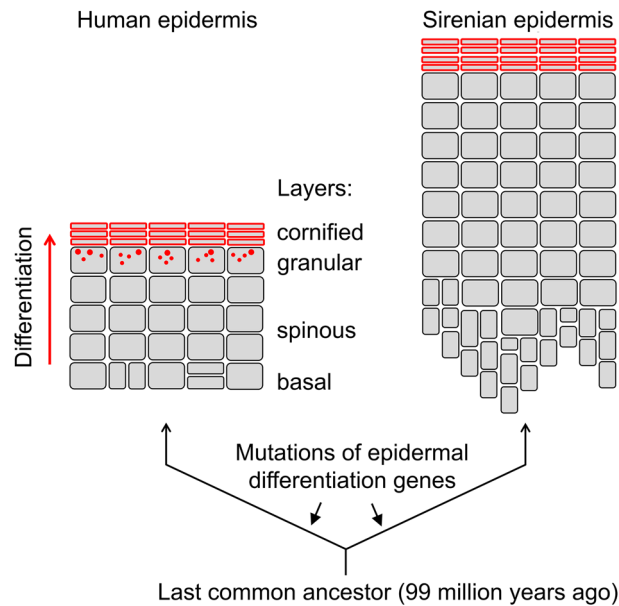 Human epidermis
Sirenian epidermis
Layers:
cornified
granular
spinous
basal
Differentiation
Mutations of epidermal
differentiation genes
Last common ancestor (99 million years ago)